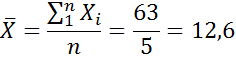 X̄ = (∑₁ⁿ Xᵢ)/n = 63/5 = 12,6